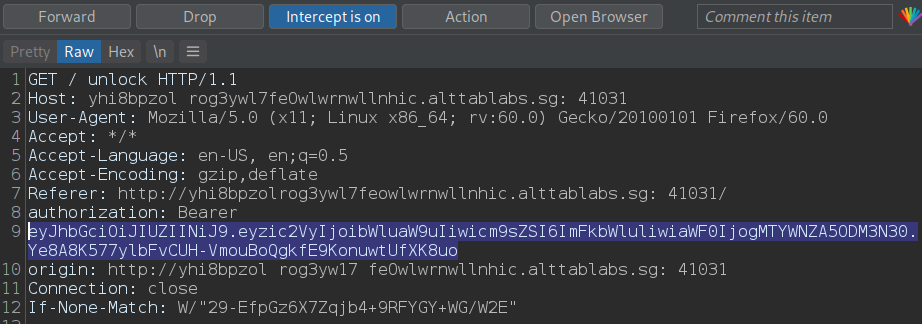 Forward Drop Intercept is on Action Open Browser Comment this item
Pretty Raw Hex \n
1 GET / unlock HTTP/1.1
2 Host: yhi8bpzol rog3ywl7feOwlwrnwllnhic.alttablabs.sg: 41031
3 User-Agent: Mozilla/5.0 (x11; Linux x86_64; rv:60.0) Gecko/20100101 Firefox/60.0
4 Accept: */*
5 Accept-Language: en-US, en;q=0.5
6 Accept-Encoding: gzip,deflate
7 Referer: http://yhi8bpzolrog3ywl7feowlwrnwllnhic.alttablabs.sg: 41031/
8 authorization: Bearer
9 eyJhbGciOiJIUZIINiJ9.eyzic2VyIjoibWluaW9uIiwicm9sZSI6ImFkbWluliwiaWF0IjogMTYWNZA5ODM3N30.
Ye8A8K577ylbFvCUH-VmouBoQgkfE9KonuwtUfXK8uo
10 origin: http://yhi8bpzol rog3yw17 feOwlwrnwllnhic.alttablabs.sg: 41031
11 Connection: close
12 If-None-Match: W/"29-EfpGz6X7Zqjb4+9RFYGY+WG/W2E"